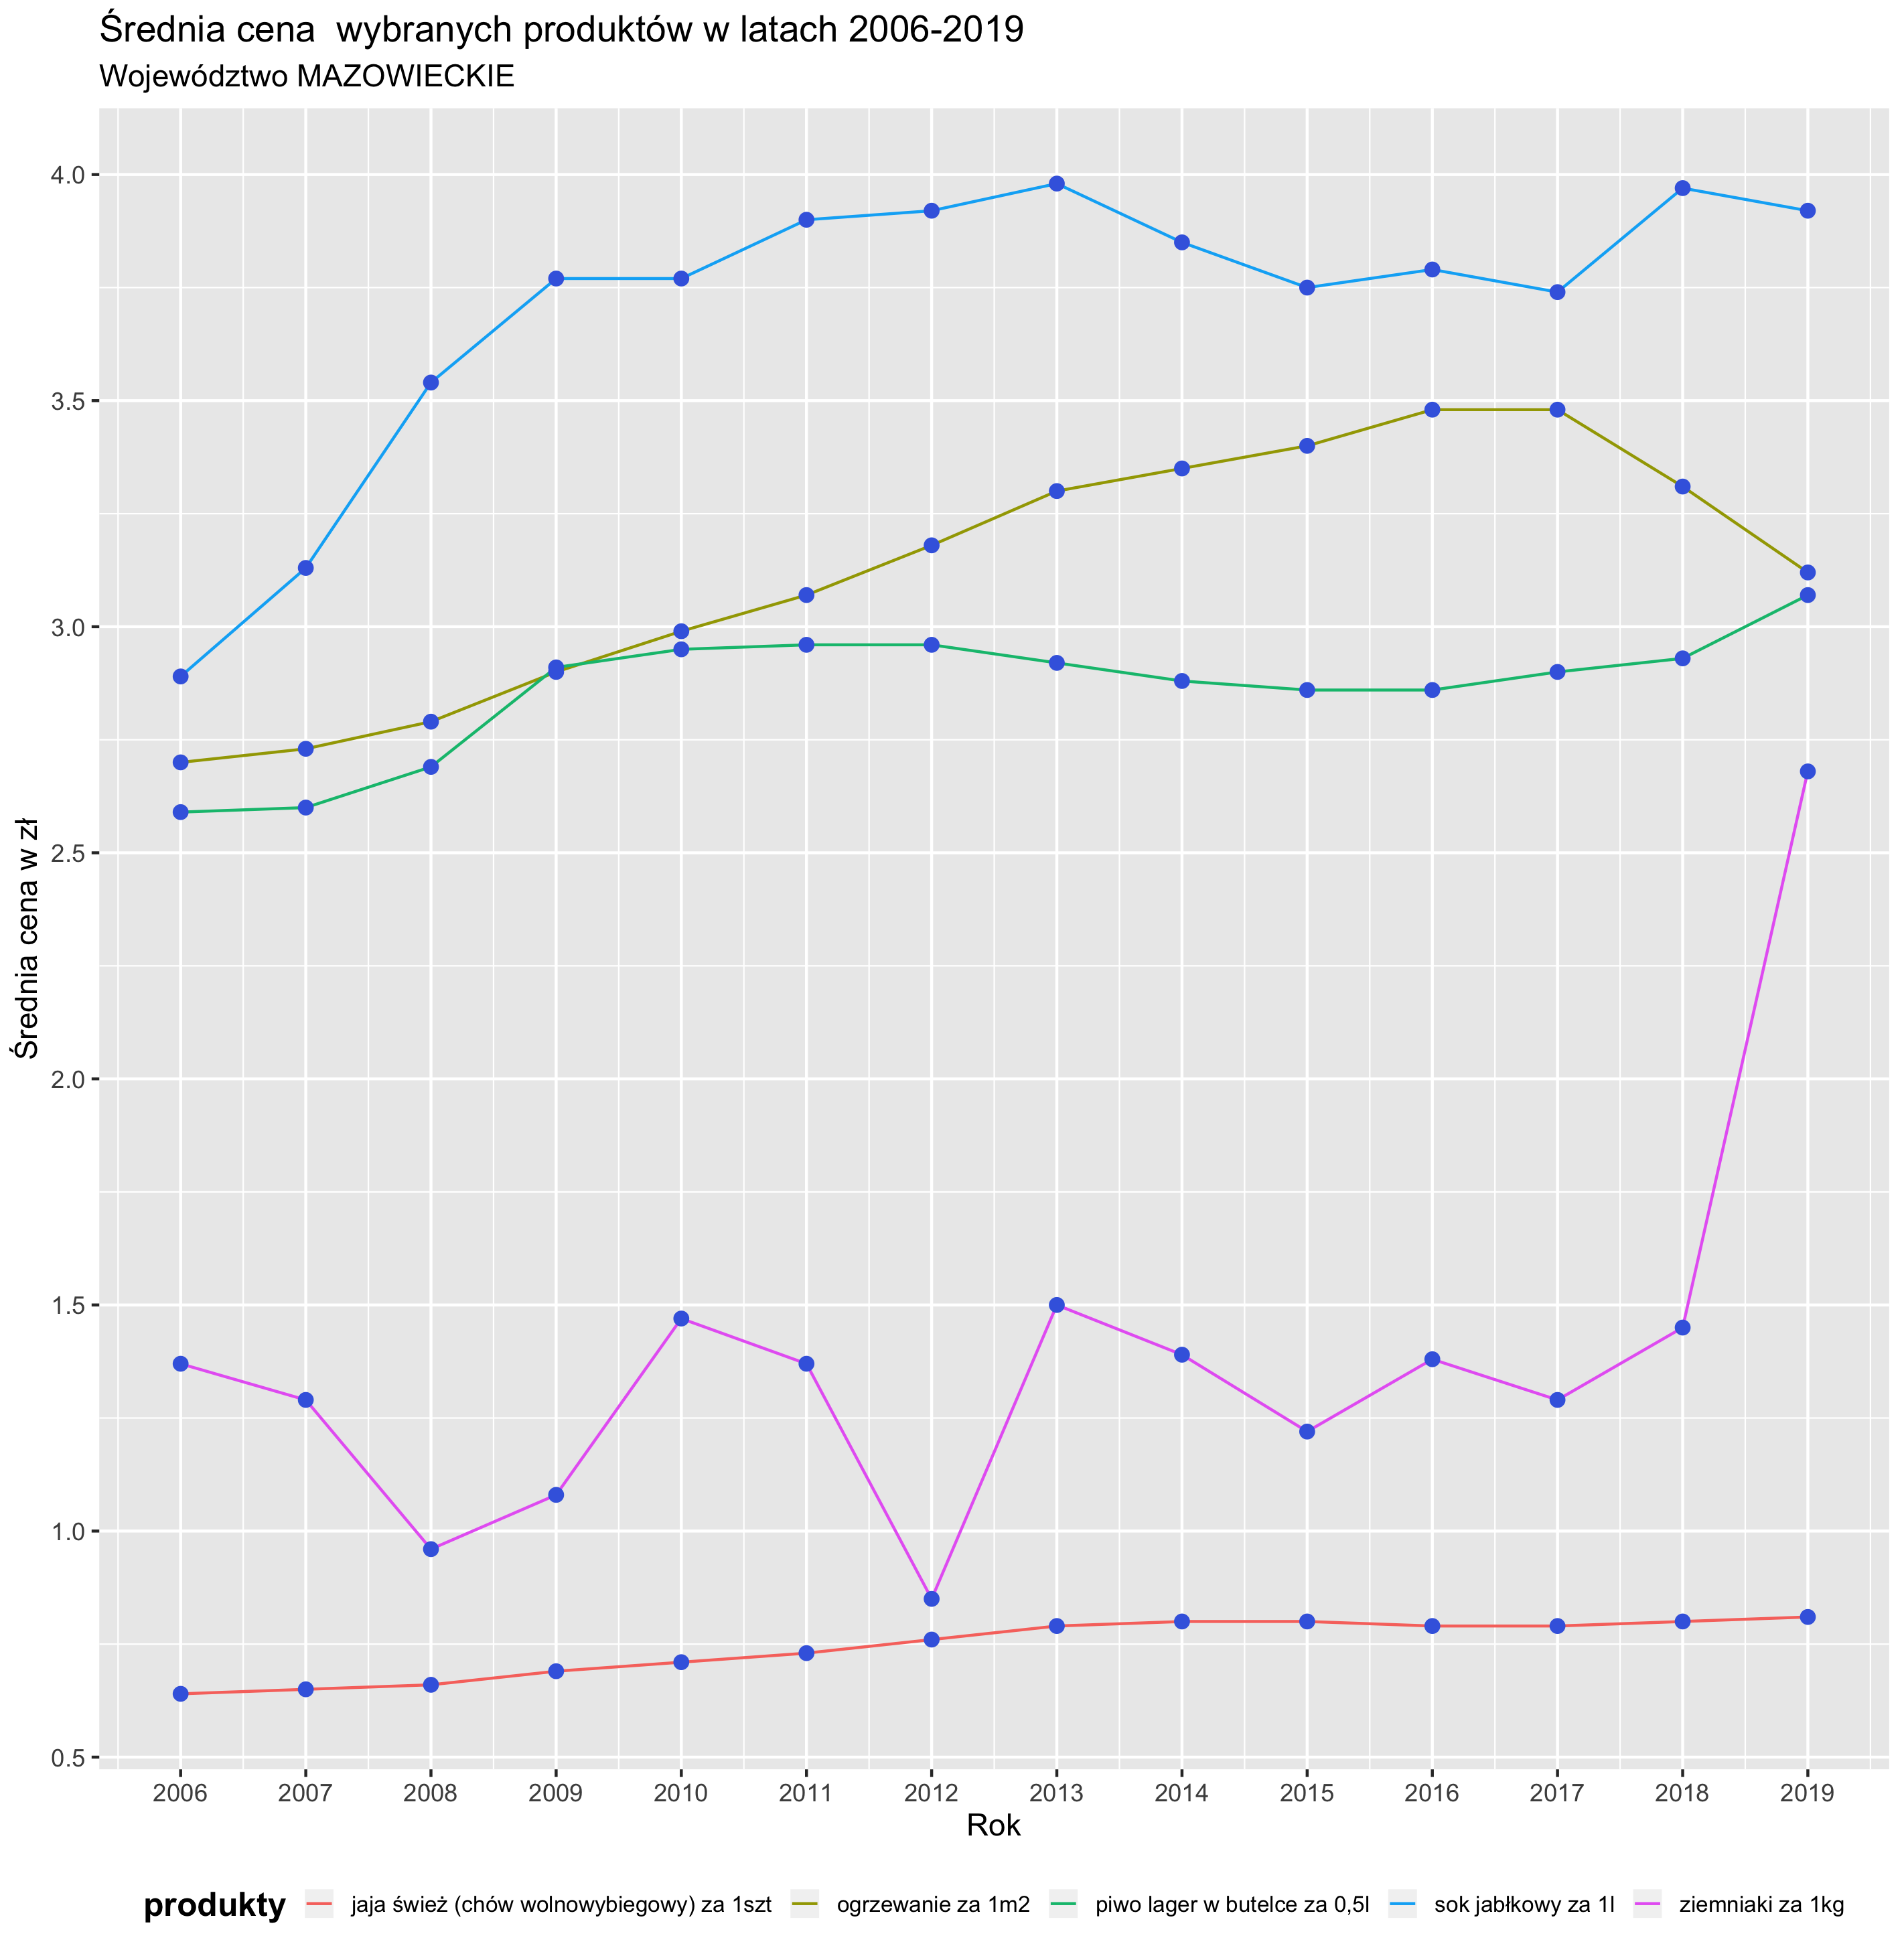 Średnia cena  wybranych produktów w latach 2006-2019
Województwo MAZOWIECKIE
Średnia cena w zł
4.0
3.5
3.0
2.5
2.0
1.5
1.0
0.5
2006 2007 2008 2009 2010 2011 2012 2013 2014 2015 2016 2017 2018 2019
Rok
produkty jaja śwież (chów wolnowybiegowy) za 1szt ogrzewanie za 1m2 piwo lager w butelce za 0,5l sok jabłkowy za 1l ziemniaki za 1kg